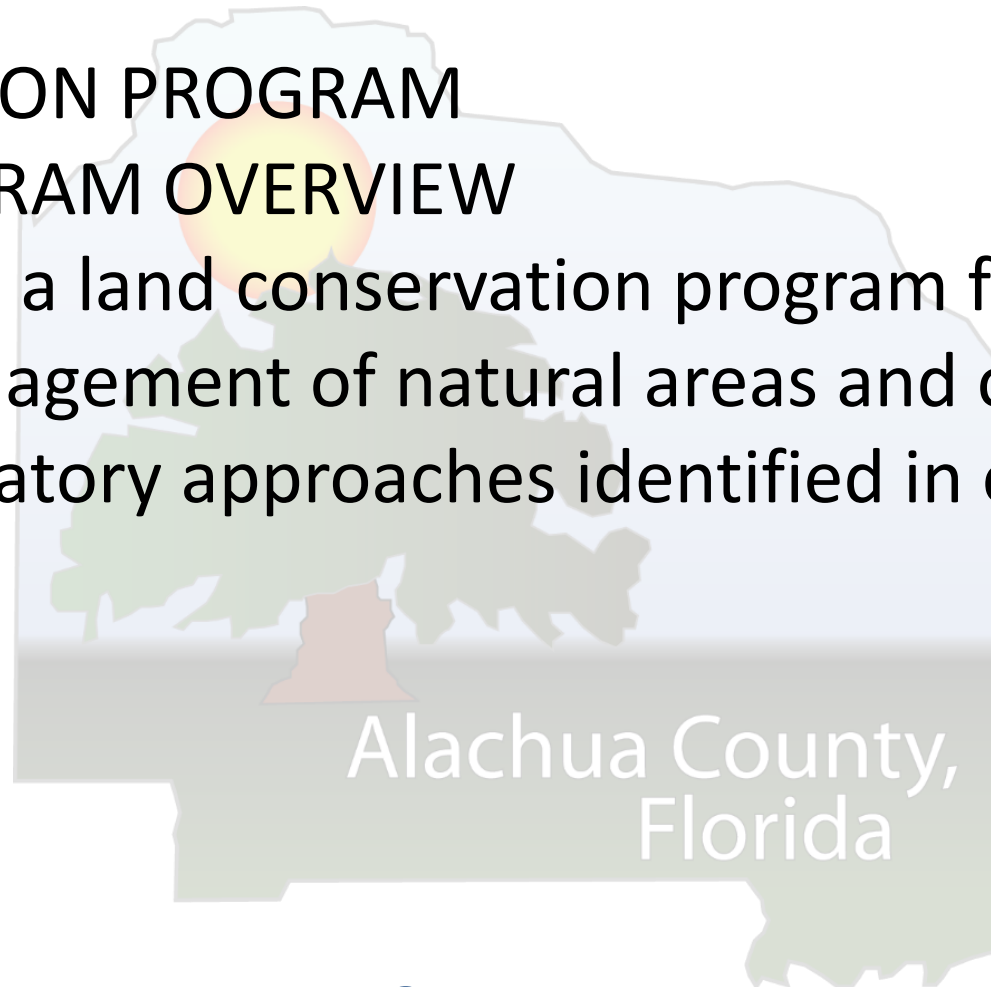 ON PROGRAM
RAM OVERVIEW
a land conservation program f
agement of natural areas and
atory approaches identified in
Alachua County,
Florida